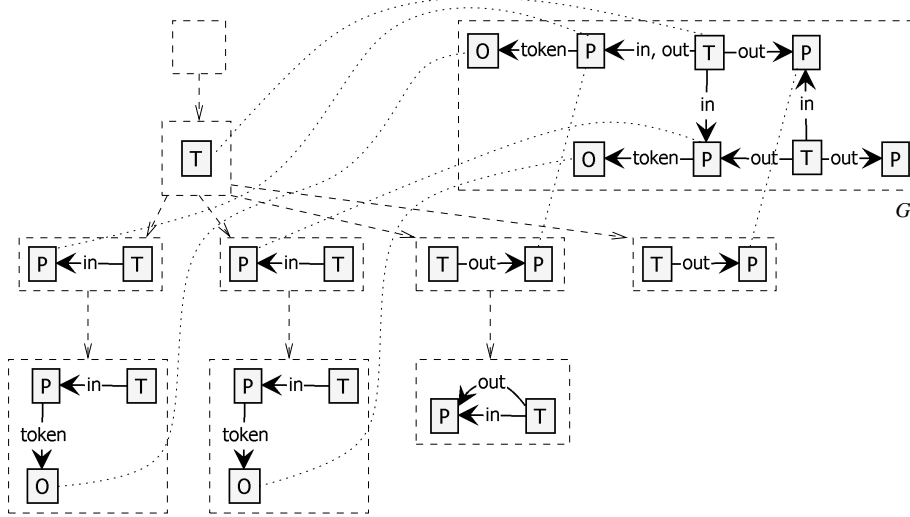 O token P in, out T out P
in in
O token P out T out P
G
T
P in T P in T T out P T out P
P in T P in T out
P in T
token token
O O